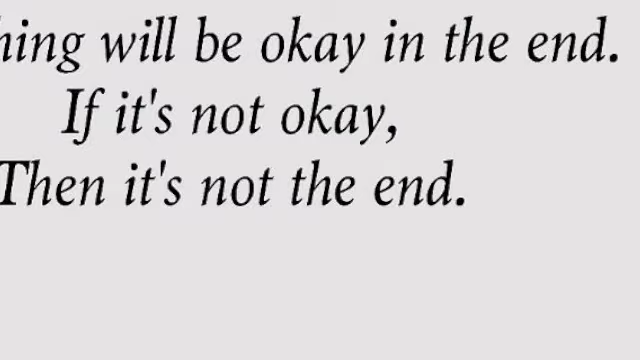 hing will be okay in the end.
If it's not okay,
Then it's not the end.